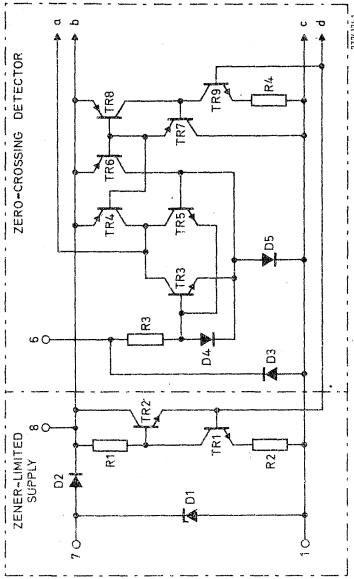 ZENER-LIMITED
SUPPLY
ZERO-CROSSING DETECTOR
7
8
6
1
a
b
c
d
D2
D1
R1
R2
TR1
TR2
R3
D4
D3
D5
TR3
TR4
TR5
TR6
TR7
TR8
TR9
R4